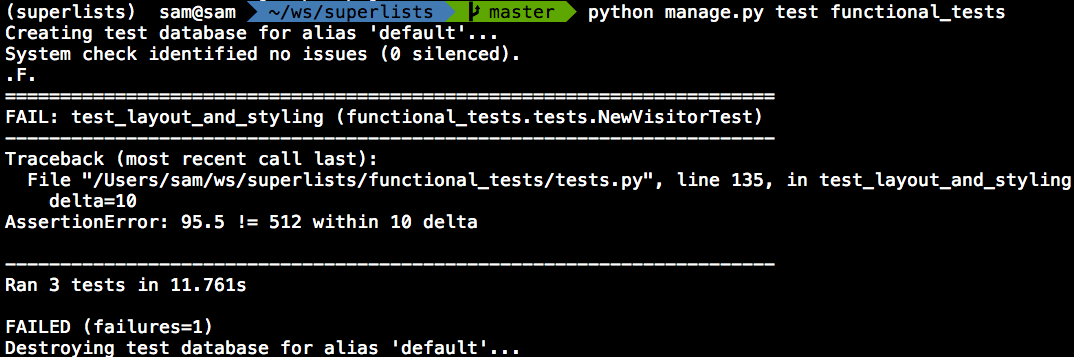 (superlists) sam@sam ~/ws/superlists master python manage.py test functional_tests
Creating test database for alias 'default'...
System check identified no issues (0 silenced).
.F.
======================================================================
FAIL: test_layout_and_styling (functional_tests.tests.NewVisitorTest)
----------------------------------------------------------------------
Traceback (most recent call last):
  File "/Users/sam/ws/superlists/functional_tests/tests.py", line 135, in test_layout_and_styling
    delta=10
AssertionError: 95.5 != 512 within 10 delta
----------------------------------------------------------------------
Ran 3 tests in 11.761s
FAILED (failures=1)
Destroying test database for alias 'default'...